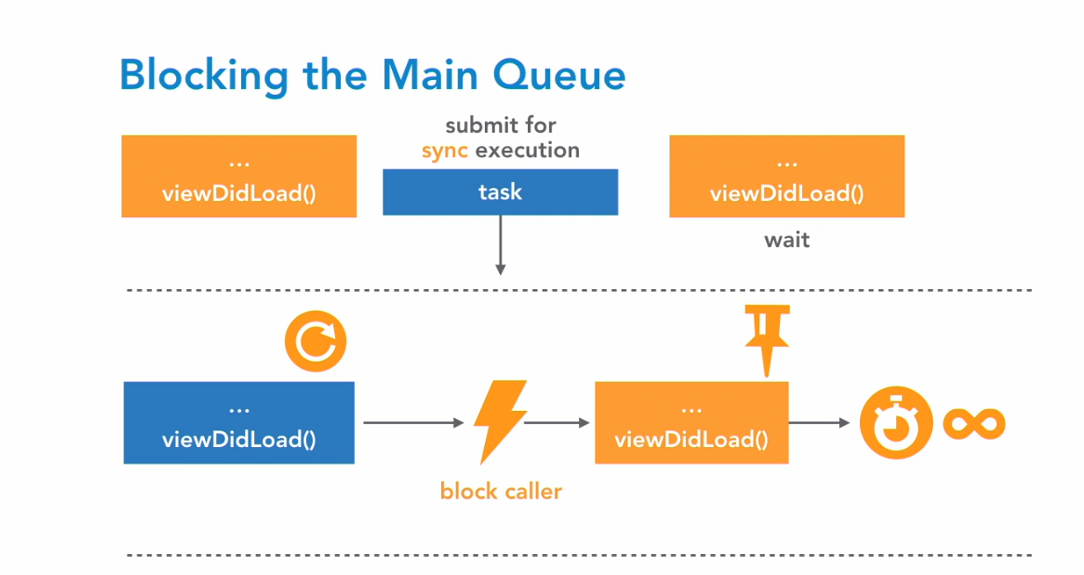 Blocking the Main Queue
submit for
sync execution
...
viewDidLoad()
task
...
viewDidLoad()
wait
...
viewDidLoad()
block caller
...
viewDidLoad()
∞